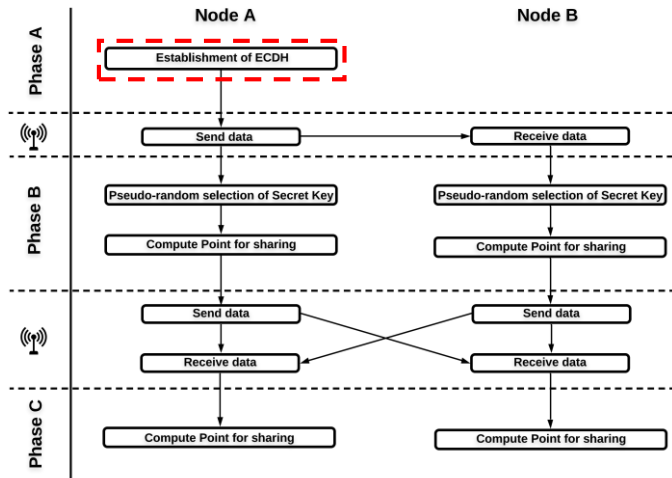 Node A
Node B
Phase A
Establishment of ECDH
Send data
Receive data
Phase B
Pseudo-random selection of Secret Key
Pseudo-random selection of Secret Key
Compute Point for sharing
Compute Point for sharing
Send data
Send data
Receive data
Receive data
Phase C
Compute Point for sharing
Compute Point for sharing